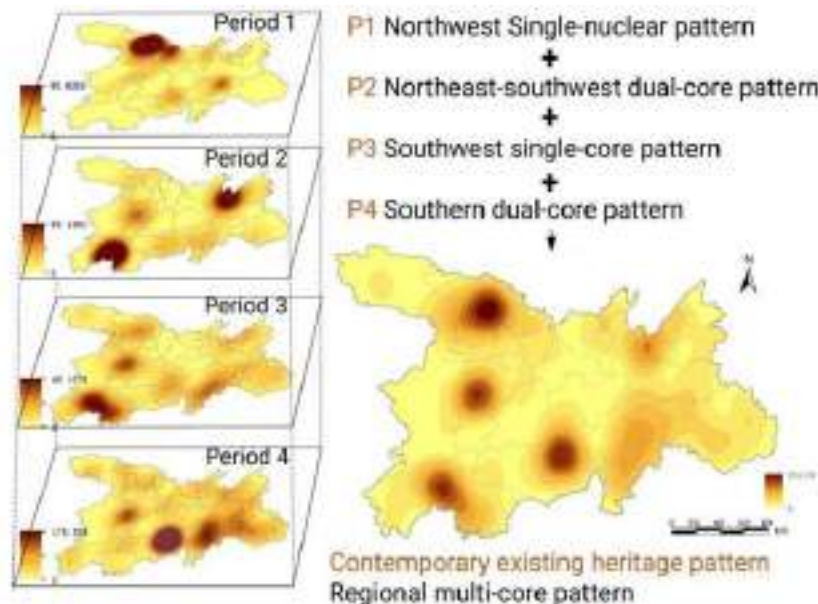 Period 1
Period 2
Period 3
Period 4
P1 Northwest Single-nuclear pattern
+
P2 Northeast-southwest dual-core pattern
+
P3 Southwest single-core pattern
+
P4 Southern dual-core pattern
N
Contemporary existing heritage pattern
Regional multi-core pattern